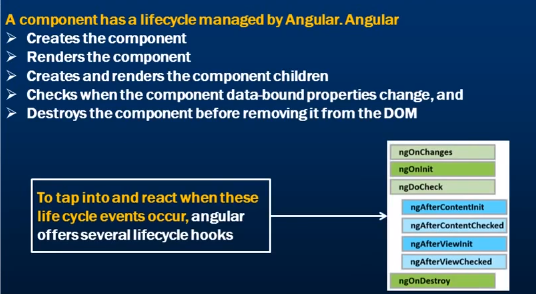 A component has a lifecycle managed by Angular. Angular
➢ Creates the component
➢ Renders the component
➢ Creates and renders the component children
➢ Checks when the component data-bound properties change, and
➢ Destroys the component before removing it from the DOM
To tap into and react when these
life cycle events occur, angular
offers several lifecycle hooks
ngOnChanges
ngOnInit
ngDoCheck
ngAfterContentInit
ngAfterContentChecked
ngAfterViewInit
ngAfterViewChecked
ngOnDestroy